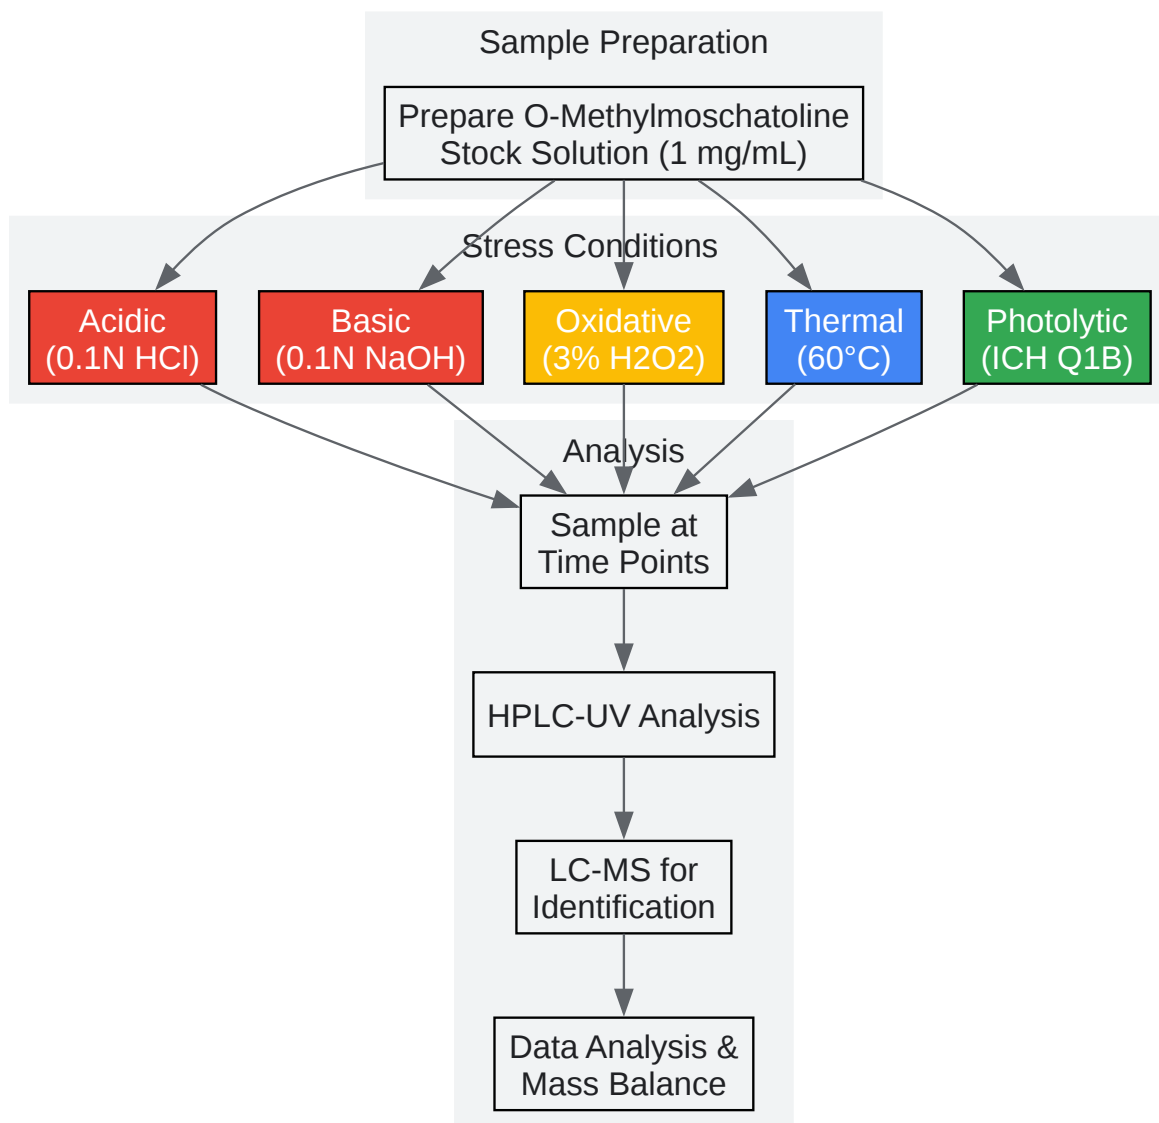 Sample Preparation
Prepare O-Methylmoschatoline
Stock Solution (1 mg/mL)
Stress Conditions
Acidic
(0.1N HCl)
Basic
(0.1N NaOH)
Oxidative
(3% H2O2)
Thermal
(60°C)
Photolytic
(ICH Q1B)
Analysis
Sample at
Time Points
HPLC-UV Analysis
LC-MS for
Identification
Data Analysis &
Mass Balance